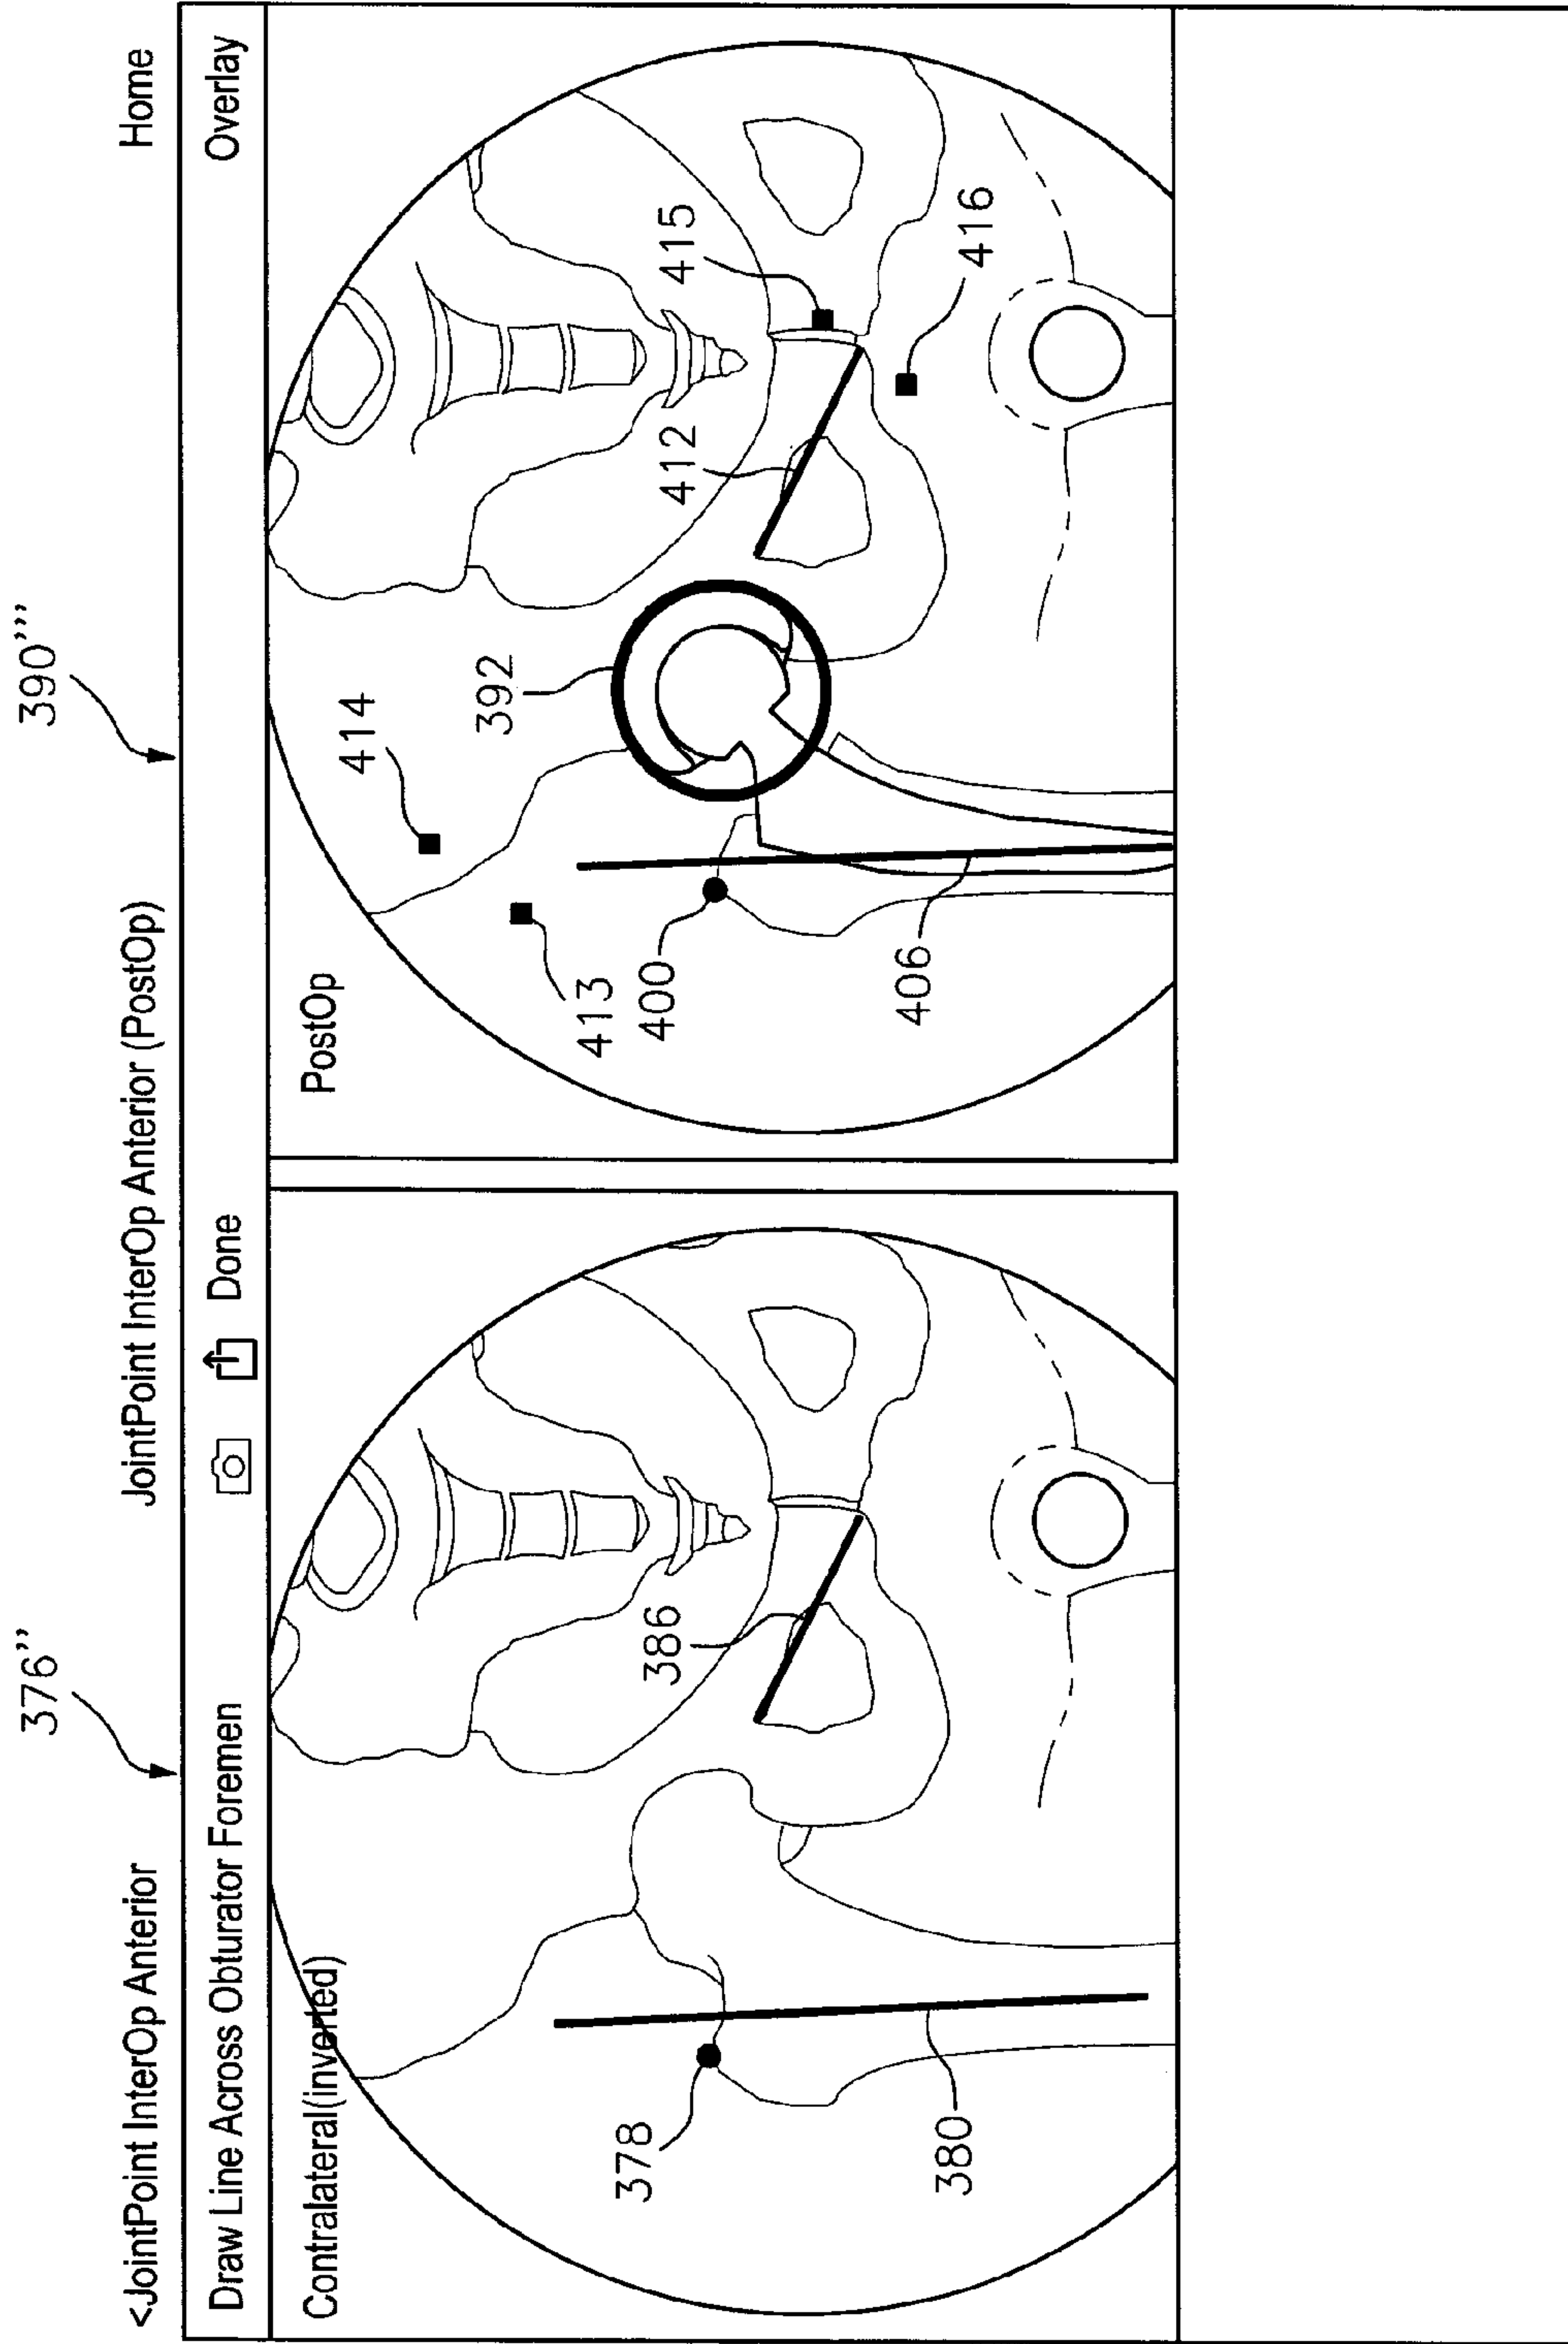 376’’
390’’’
<JointPoint InterOp Anterior
JointPoint InterOp Anterior (PostOp)
Home
Draw Line Across Obturator Foremen
Done
Overlay
Contralateral(inverted)
PostOp
414
392
413
412
415
378
386
400
416
380
406